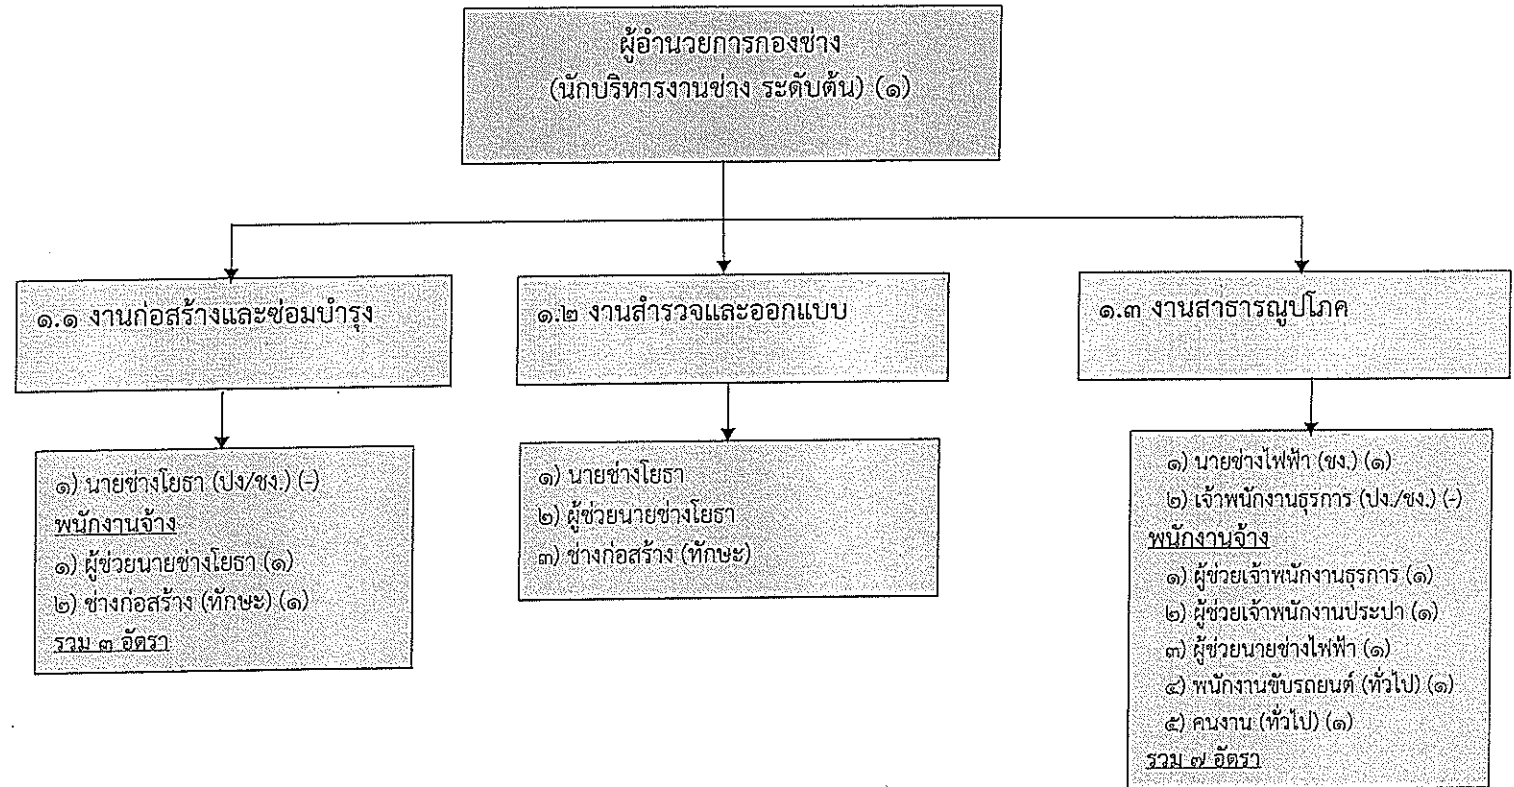 ผู้อำนวยการกองช่าง
(นักบริหารงานช่าง ระดับต้น) (๑)
๑.๑ งานก่อสร้างและซ่อมบำรุง
๑) นายช่างโยธา (ปง/ชง.) (-)
พนักงานจ้าง
๑) ผู้ช่วยนายช่างโยธา (๑)
๒) ช่างก่อสร้าง (ทักษะ) (๑)
รวม ๓ อัตรา
๑.๒ งานสำรวจและออกแบบ
๑) นายช่างโยธา
๒) ผู้ช่วยนายช่างโยธา
๓) ช่างก่อสร้าง (ทักษะ)
๑.๓ งานสาธารณูปโภค
๑) นายช่างไฟฟ้า (ชง.) (๑)
๒) เจ้าพนักงานธุรการ (ปง./ชง.) (-)
พนักงานจ้าง
๑) ผู้ช่วยเจ้าพนักงานธุรการ (๑)
๒) ผู้ช่วยเจ้าพนักงานประปา (๑)
๓) ผู้ช่วยนายช่างไฟฟ้า (๑)
๔) พนักงานขับรถยนต์ (ทั่วไป) (๑)
๕) คนงาน (ทั่วไป) (๑)
รวม ๗ อัตรา